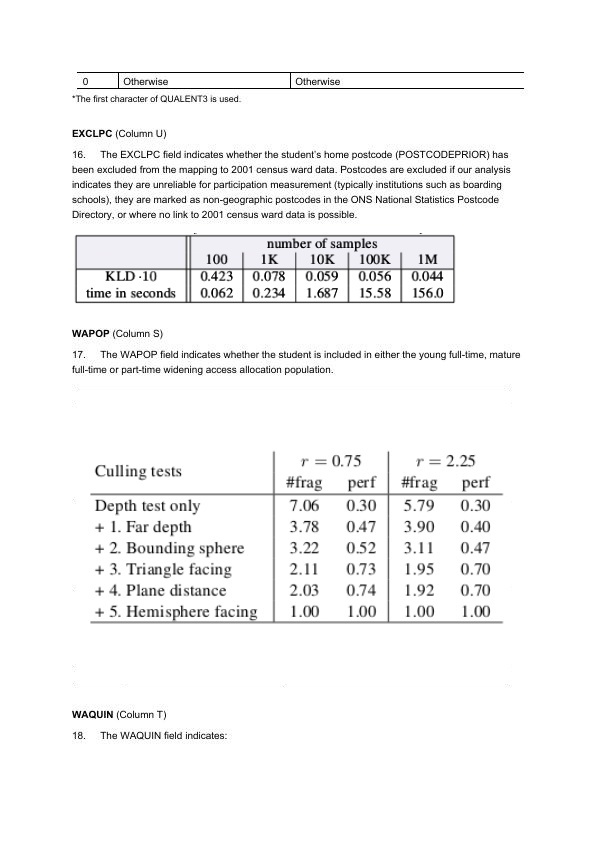 0 Otherwise Otherwise
*The first character of QUALENT3 is used.
EXCLPC (Column U)
16. The EXCLPC field indicates whether the student's home postcode (POSTCODEPRIOR) has
been excluded from the mapping to 2001 census ward data. Postcodes are excluded if our analysis
indicates they are unreliable for participation measurement (typically institutions such as boarding
schools), they are marked as non-geographic postcodes in the ONS National Statistics Postcode
Directory, or where no link to 2001 census ward data is possible.
number of samples
100 1K 10K 100K 1M
KLD ·10 0.423 0.078 0.059 0.056 0.044
time in seconds 0.062 0.234 1.687 15.58 156.0
WAPOP (Column S)
17. The WAPOP field indicates whether the student is included in either the young full-time, mature
full-time or part-time widening access allocation population.
Culling tests r = 0.75 r = 2.25
#frag perf #frag perf
Depth test only 7.06 0.30 5.79 0.30
+ 1. Far depth 3.78 0.47 3.90 0.40
+ 2. Bounding sphere 3.22 0.52 3.11 0.47
+ 3. Triangle facing 2.11 0.73 1.95 0.70
+ 4. Plane distance 2.03 0.74 1.92 0.70
+ 5. Hemisphere facing 1.00 1.00 1.00 1.00
WAQUIN (Column T)
18. The WAQUIN field indicates: